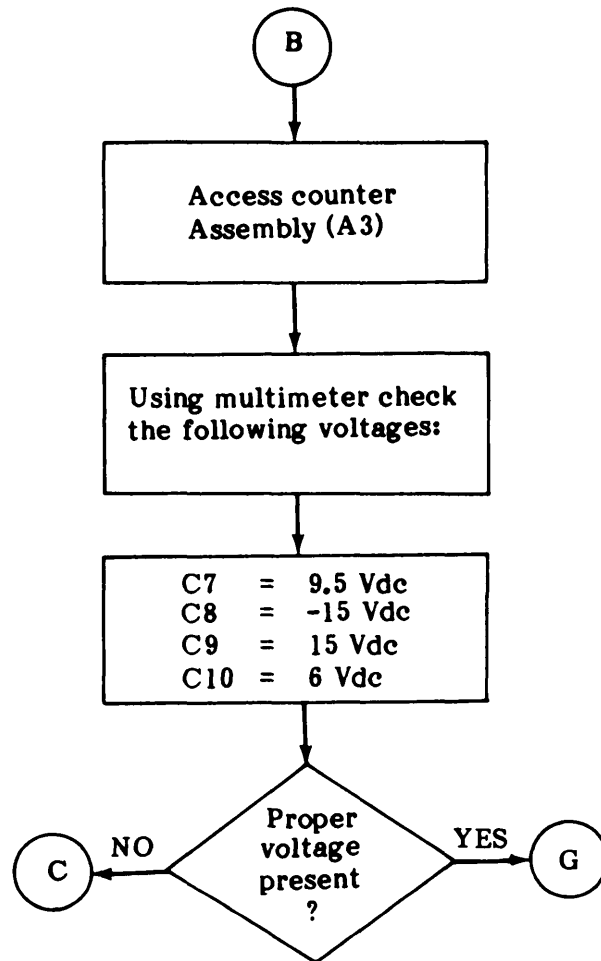 B
Access counter
Assembly (A3)
Using multimeter check
the following voltages:
C7 = 9.5 Vdc
C8 = -15 Vdc
C9 = 15 Vdc
C10 = 6 Vdc
Proper
voltage
present
?
NO
YES
C
G